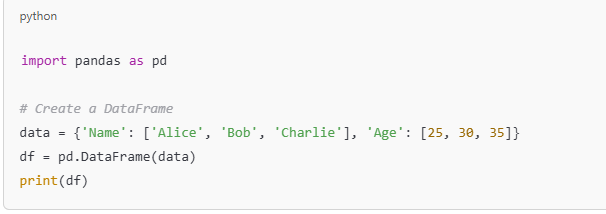 python
import pandas as pd
# Create a DataFrame
data = {'Name': ['Alice', 'Bob', 'Charlie'], 'Age': [25, 30, 35]}
df = pd.DataFrame(data)
print(df)